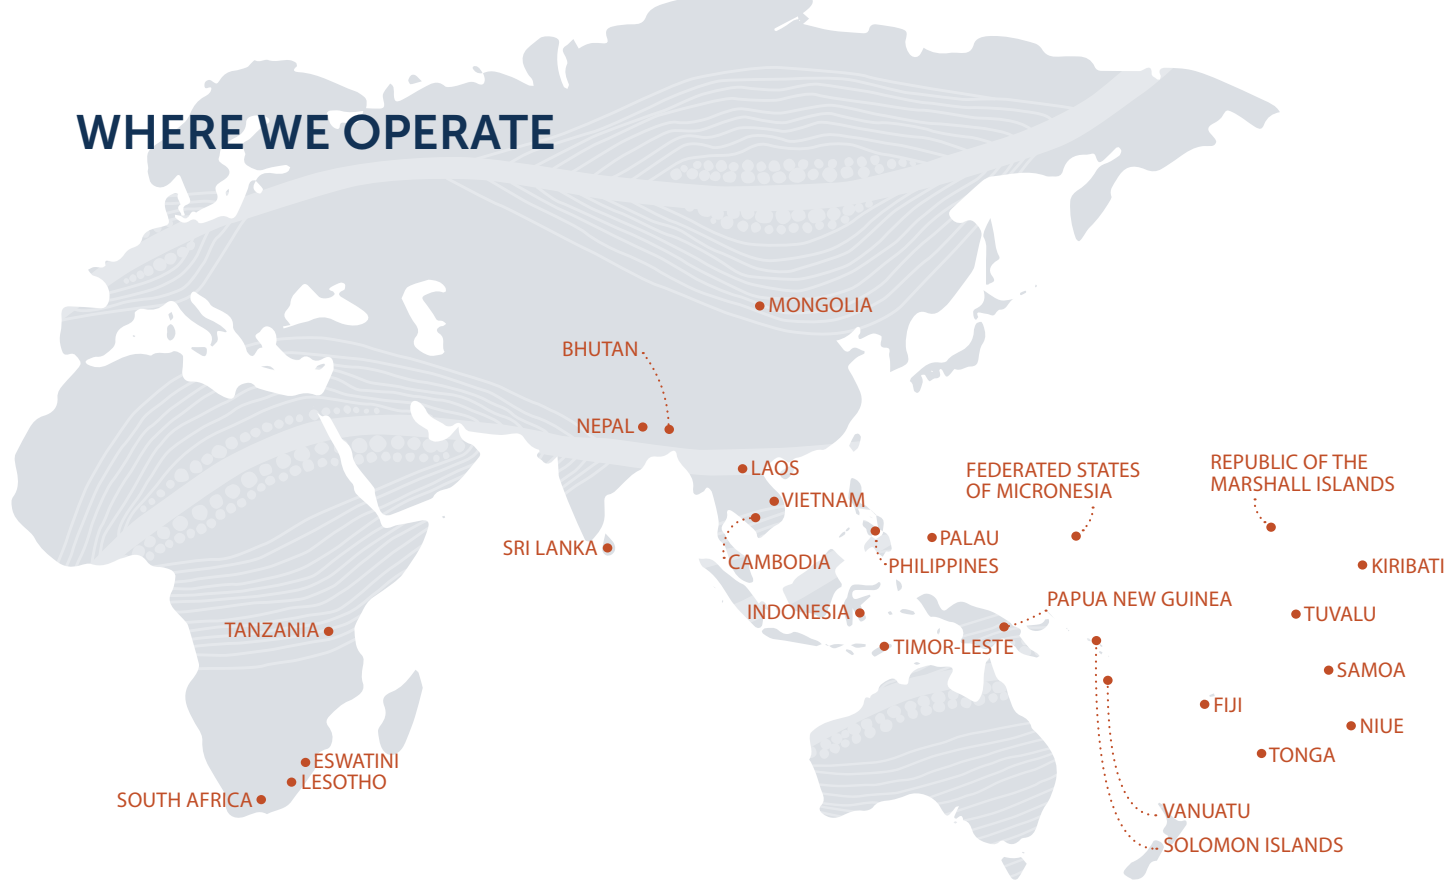 WHERE WE OPERATE
MONGOLIA
BHUTAN
NEPAL
LAOS
VIETNAM
FEDERATED STATES
OF MICRONESIA
REPUBLIC OF THE
MARSHALL ISLANDS
SRI LANKA
CAMBODIA
PALAU
PHILIPPINES
KIRIBATI
INDONESIA
PAPUA NEW GUINEA
TUVALU
TANZANIA
TIMOR-LESTE
SAMOA
FIJI
NIUE
TONGA
ESWATINI
LESOTHO
SOUTH AFRICA
VANUATU
SOLOMON ISLANDS